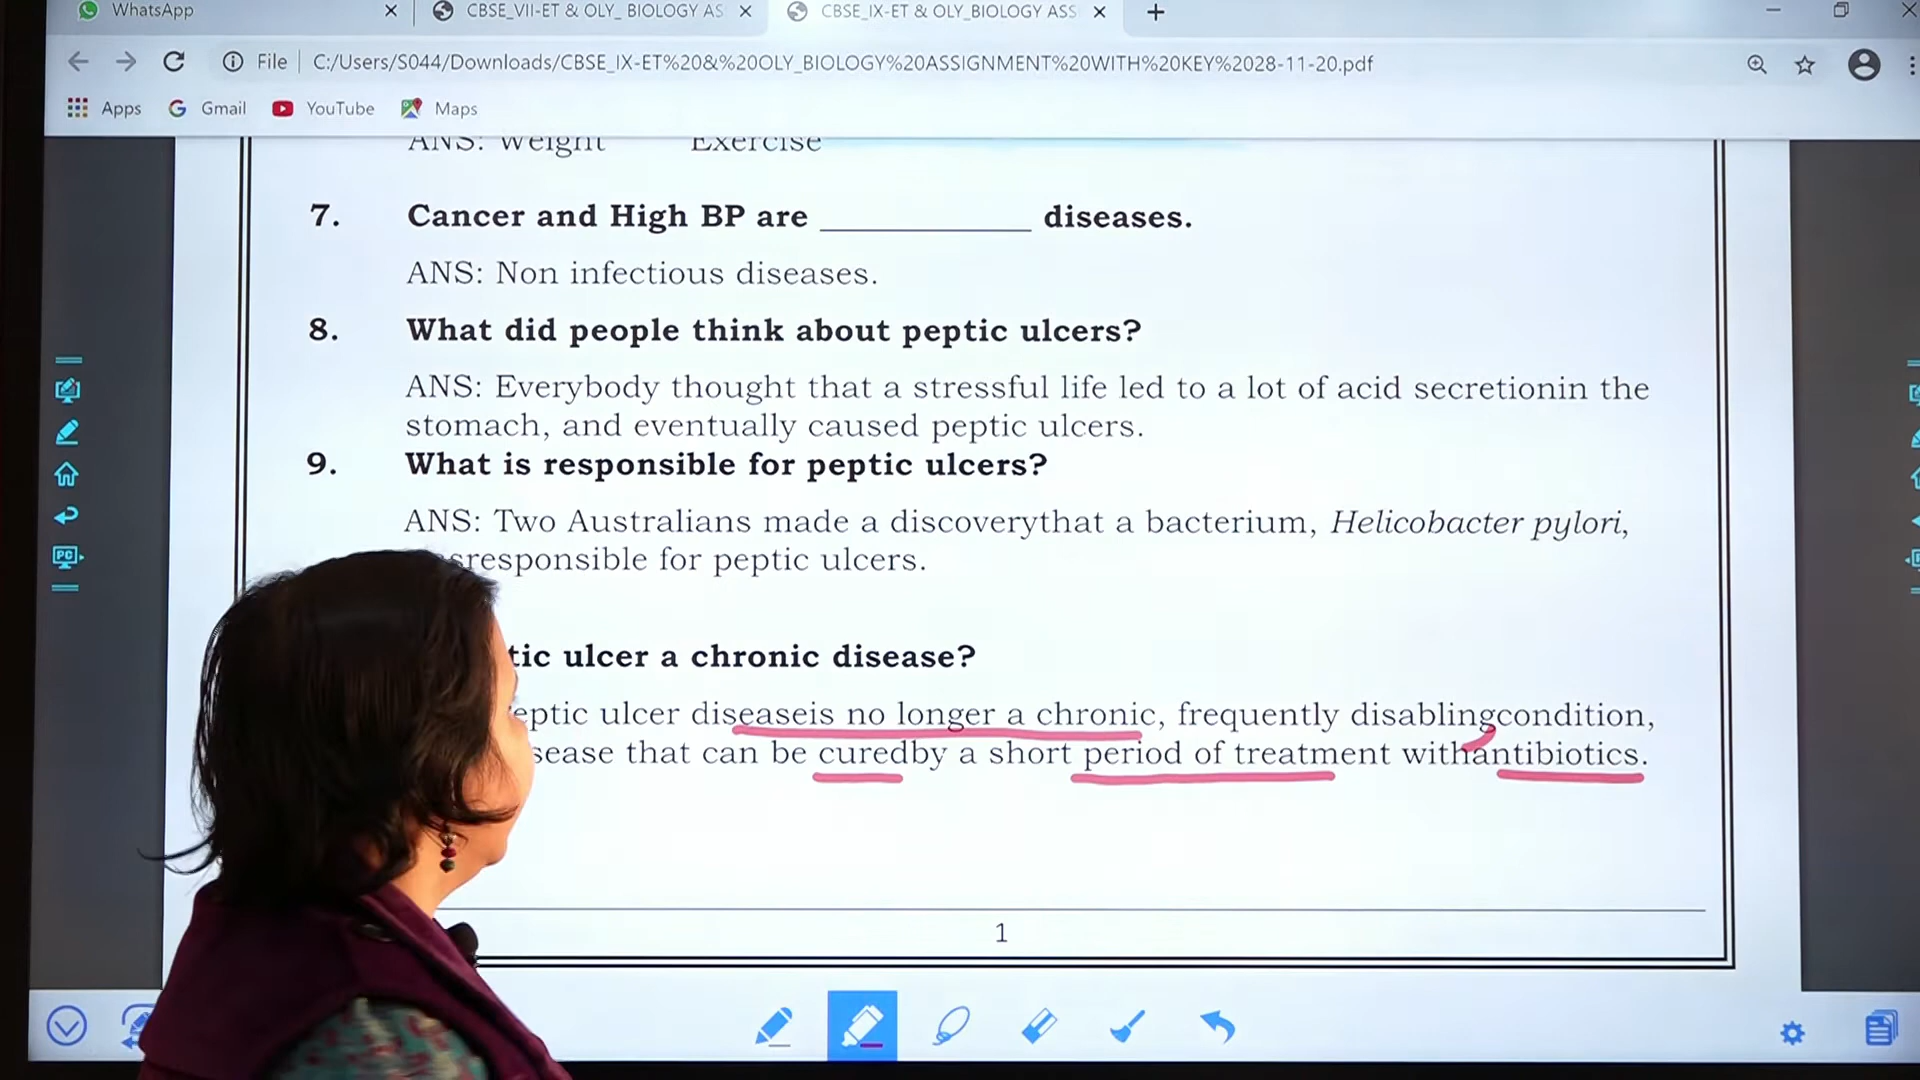 WhatsApp
CBSE_VII-ET & OLY_ BIOLOGY AS
CBSE_IX-ET & OLY_BIOLOGY ASS
File
C:/Users/S044/Downloads/CBSE_IX-ET%20&%20OLY_BIOLOGY%20ASSIGNMENT%20WITH%20KEY%2028-11-20.pdf
Apps Gmail YouTube Maps
ANS: Weight Exercise
7. Cancer and High BP are ____________ diseases.
ANS: Non infectious diseases.
8. What did people think about peptic ulcers?
ANS: Everybody thought that a stressful life led to a lot of acid secretionin the
stomach, and eventually caused peptic ulcers.
9. What is responsible for peptic ulcers?
ANS: Two Australians made a discoverythat a bacterium, Helicobacter pylori,
sresponsible for peptic ulcers.
tic ulcer a chronic disease?
eptic ulcer diseaseis no longer a chronic, frequently disablingcondition,
sease that can be curedby a short period of treatment withantibiotics.
1
PC